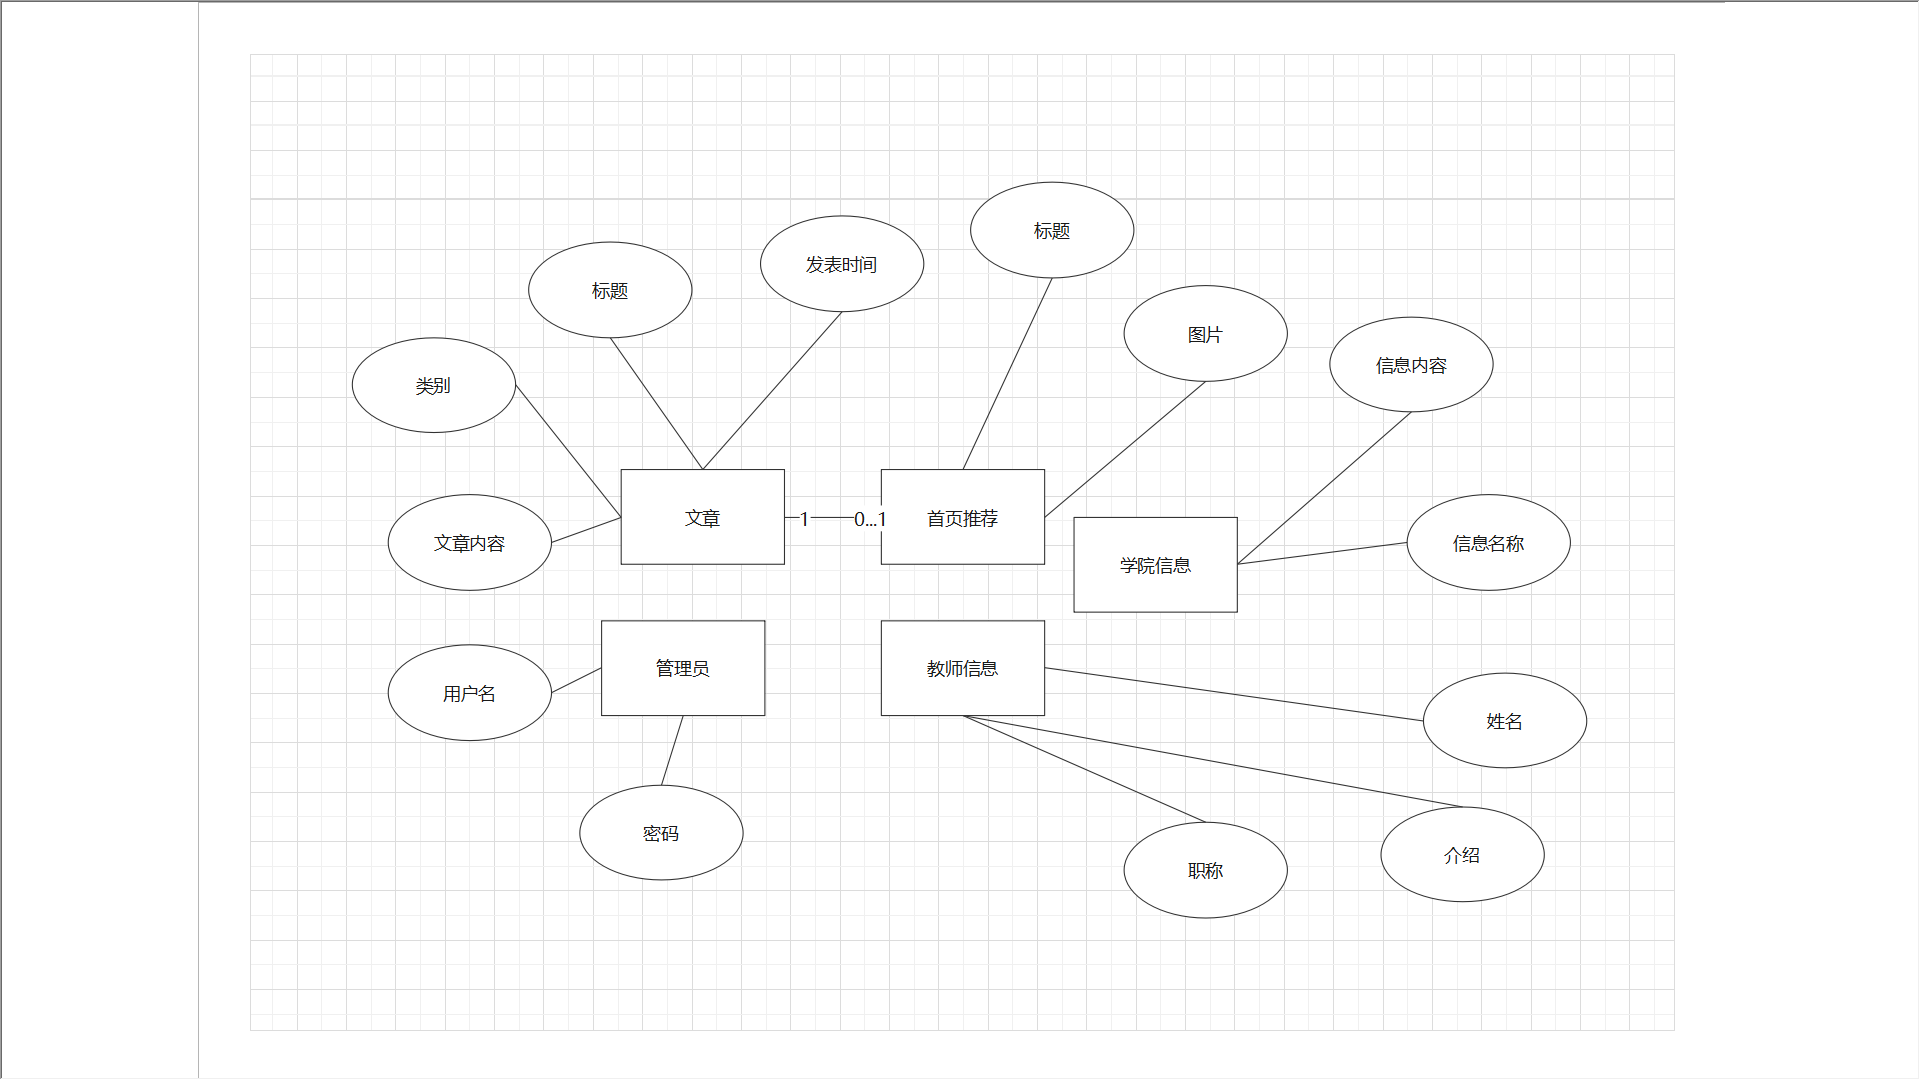 标题
发表时间
标题
图片
信息内容
类别
文章
1
0...1
首页推荐
文章内容
学院信息
信息名称
用户名
管理员
教师信息
姓名
密码
职称
介绍